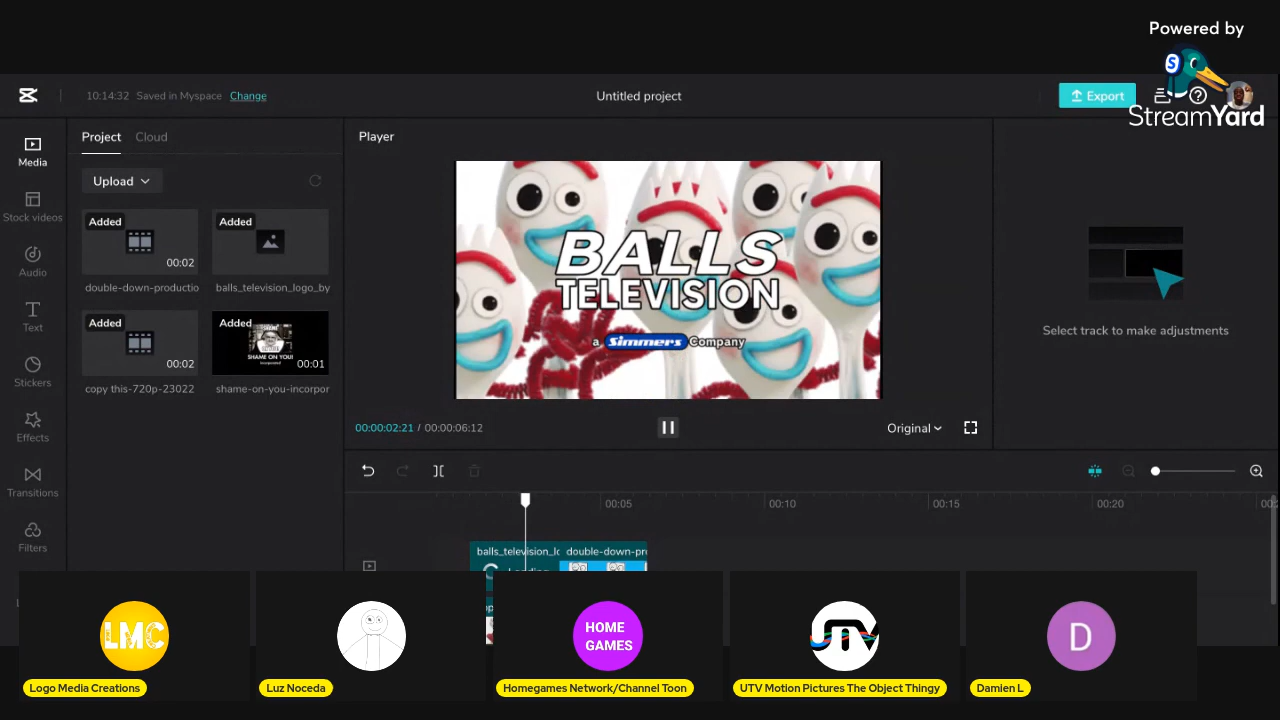 Powered by
StreamYard
10:14:32 Saved in Myspace Change
Untitled project
Export
Media
Stock videos
Audio
Text
Stickers
Effects
Transitions
Filters
Project Cloud
Upload
Added
00:02
double-down-productio
Added
balls_television_logo_by
Added
00:02
copy this-720p-23022
Added
SHAME ON YOU!
00:01
shame-on-you-incorpor
Player
BALLS
TELEVISION
a Simmers Company
00:00:02:21 / 00:00:06:12
Original
Select track to make adjustments
00:05 00:10 00:15 00:20
balls_television_lc double-down-pr
Loading
LMC
Logo Media Creations
Luz Noceda
HOME
GAMES
Homegames Network/Channel Toon
UTV
UTV Motion Pictures The Object Thingy
D
Damien L